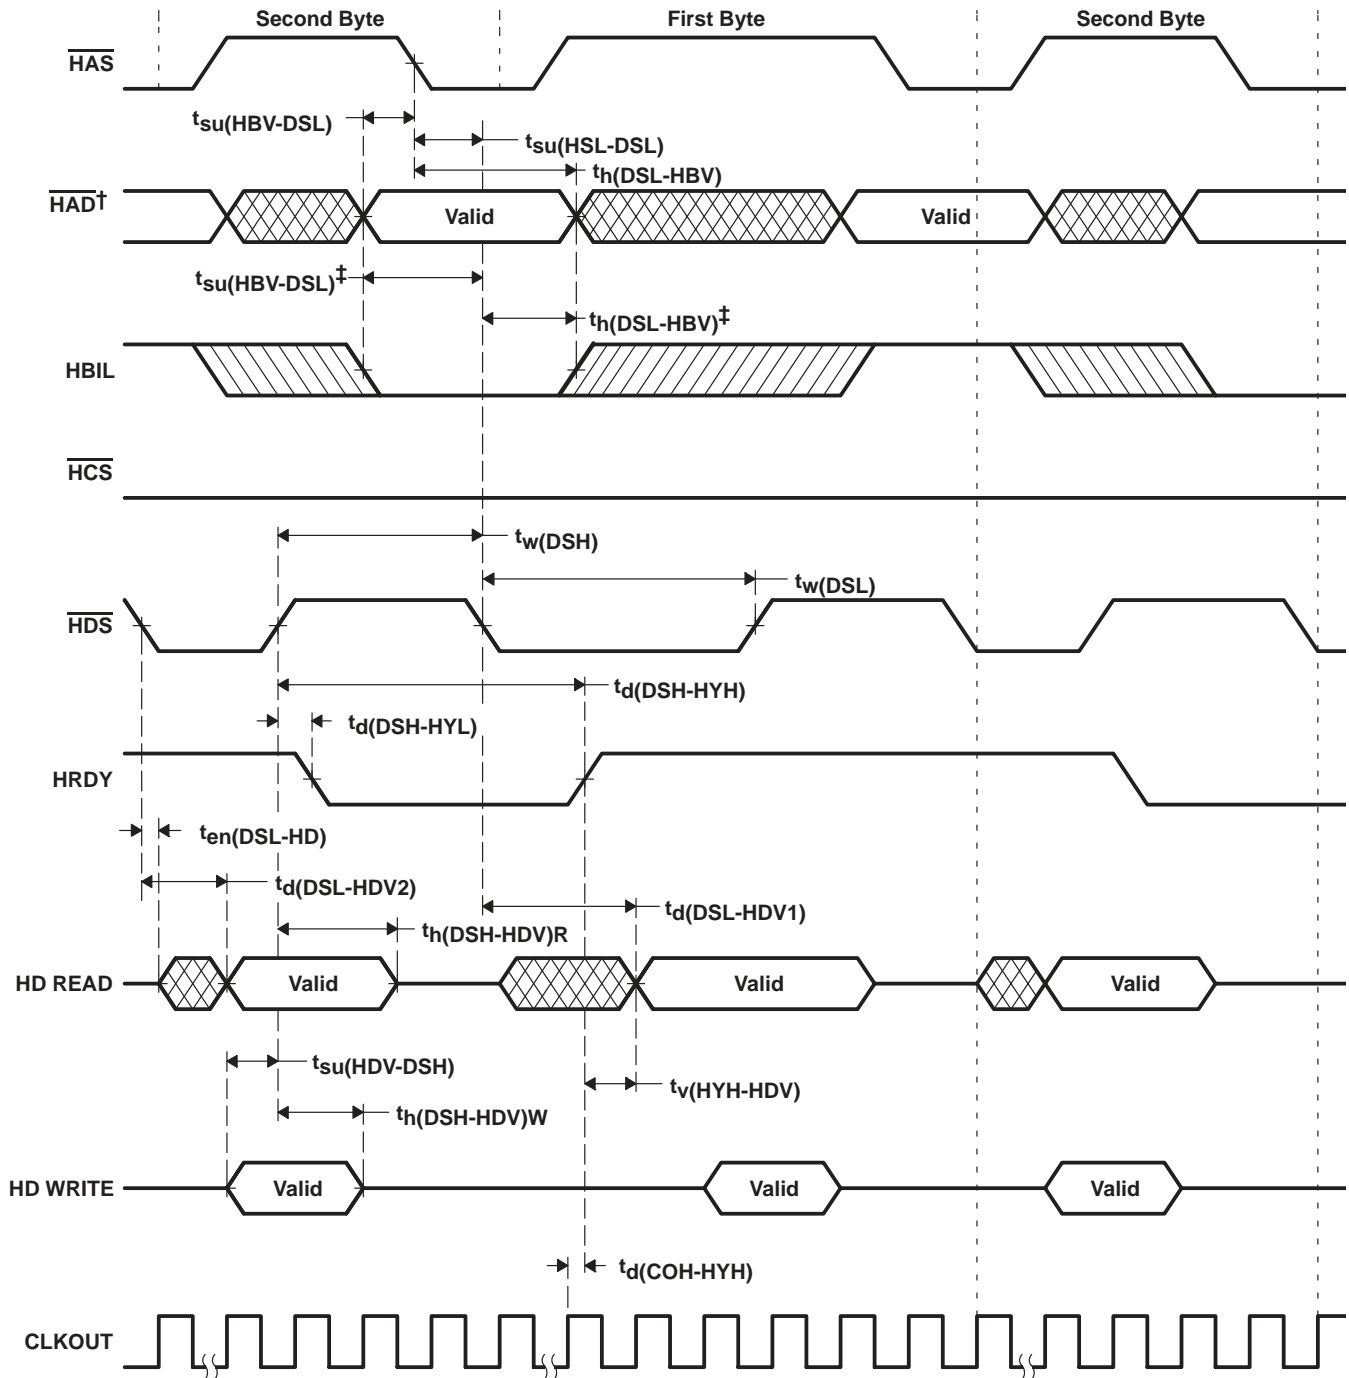 Second Byte First Byte Second Byte
HAS
tsu(HBV-DSL)
tsu(HSL-DSL)
th(DSL-HBV)
HAD†
Valid Valid
tsu(HBV-DSL)‡
th(DSL-HBV)‡
HBIL
HCS
tw(DSH)
tw(DSL)
HDS
td(DSH-HYH)
td(DSH-HYL)
HRDY
ten(DSL-HD)
td(DSL-HDV2)
td(DSL-HDV1)
th(DSH-HDV)R
HD READ Valid Valid Valid
tsu(HDV-DSH)
tv(HYH-HDV)
th(DSH-HDV)W
HD WRITE Valid Valid Valid
td(COH-HYH)
CLKOUT